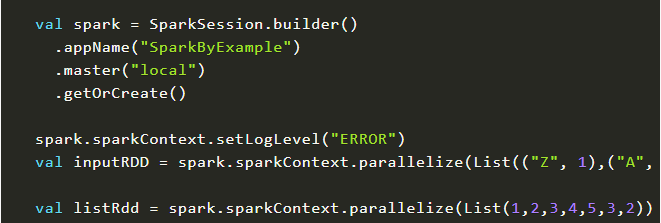 val spark = SparkSession.builder()
.appName("SparkByExample")
.master("local")
.getOrCreate()
spark.sparkContext.setLogLevel("ERROR")
val inputRDD = spark.sparkContext.parallelize(List(("Z", 1),("A",
val listRdd = spark.sparkContext.parallelize(List(1,2,3,4,5,3,2))